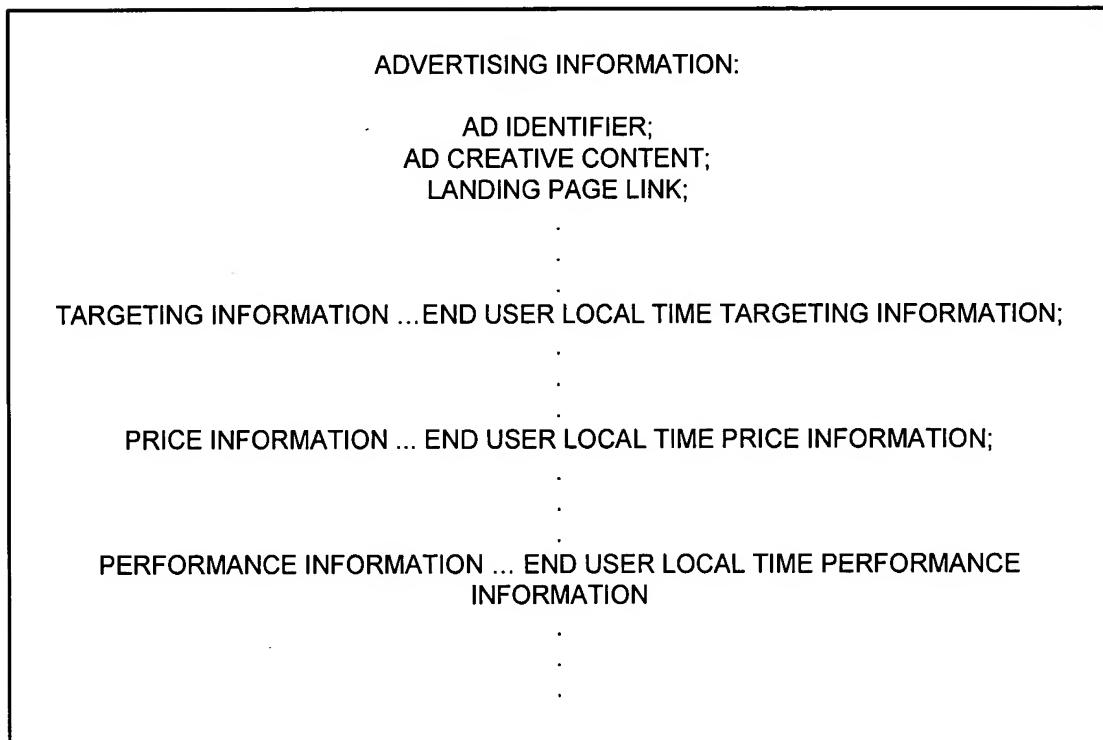 ADVERTISING INFORMATION:
AD IDENTIFIER;
AD CREATIVE CONTENT;
LANDING PAGE LINK;
.
.
.
TARGETING INFORMATION ...END USER LOCAL TIME TARGETING INFORMATION;
.
.
.
PRICE INFORMATION ... END USER LOCAL TIME PRICE INFORMATION;
.
.
.
PERFORMANCE INFORMATION ... END USER LOCAL TIME PERFORMANCE
INFORMATION
.
.
.